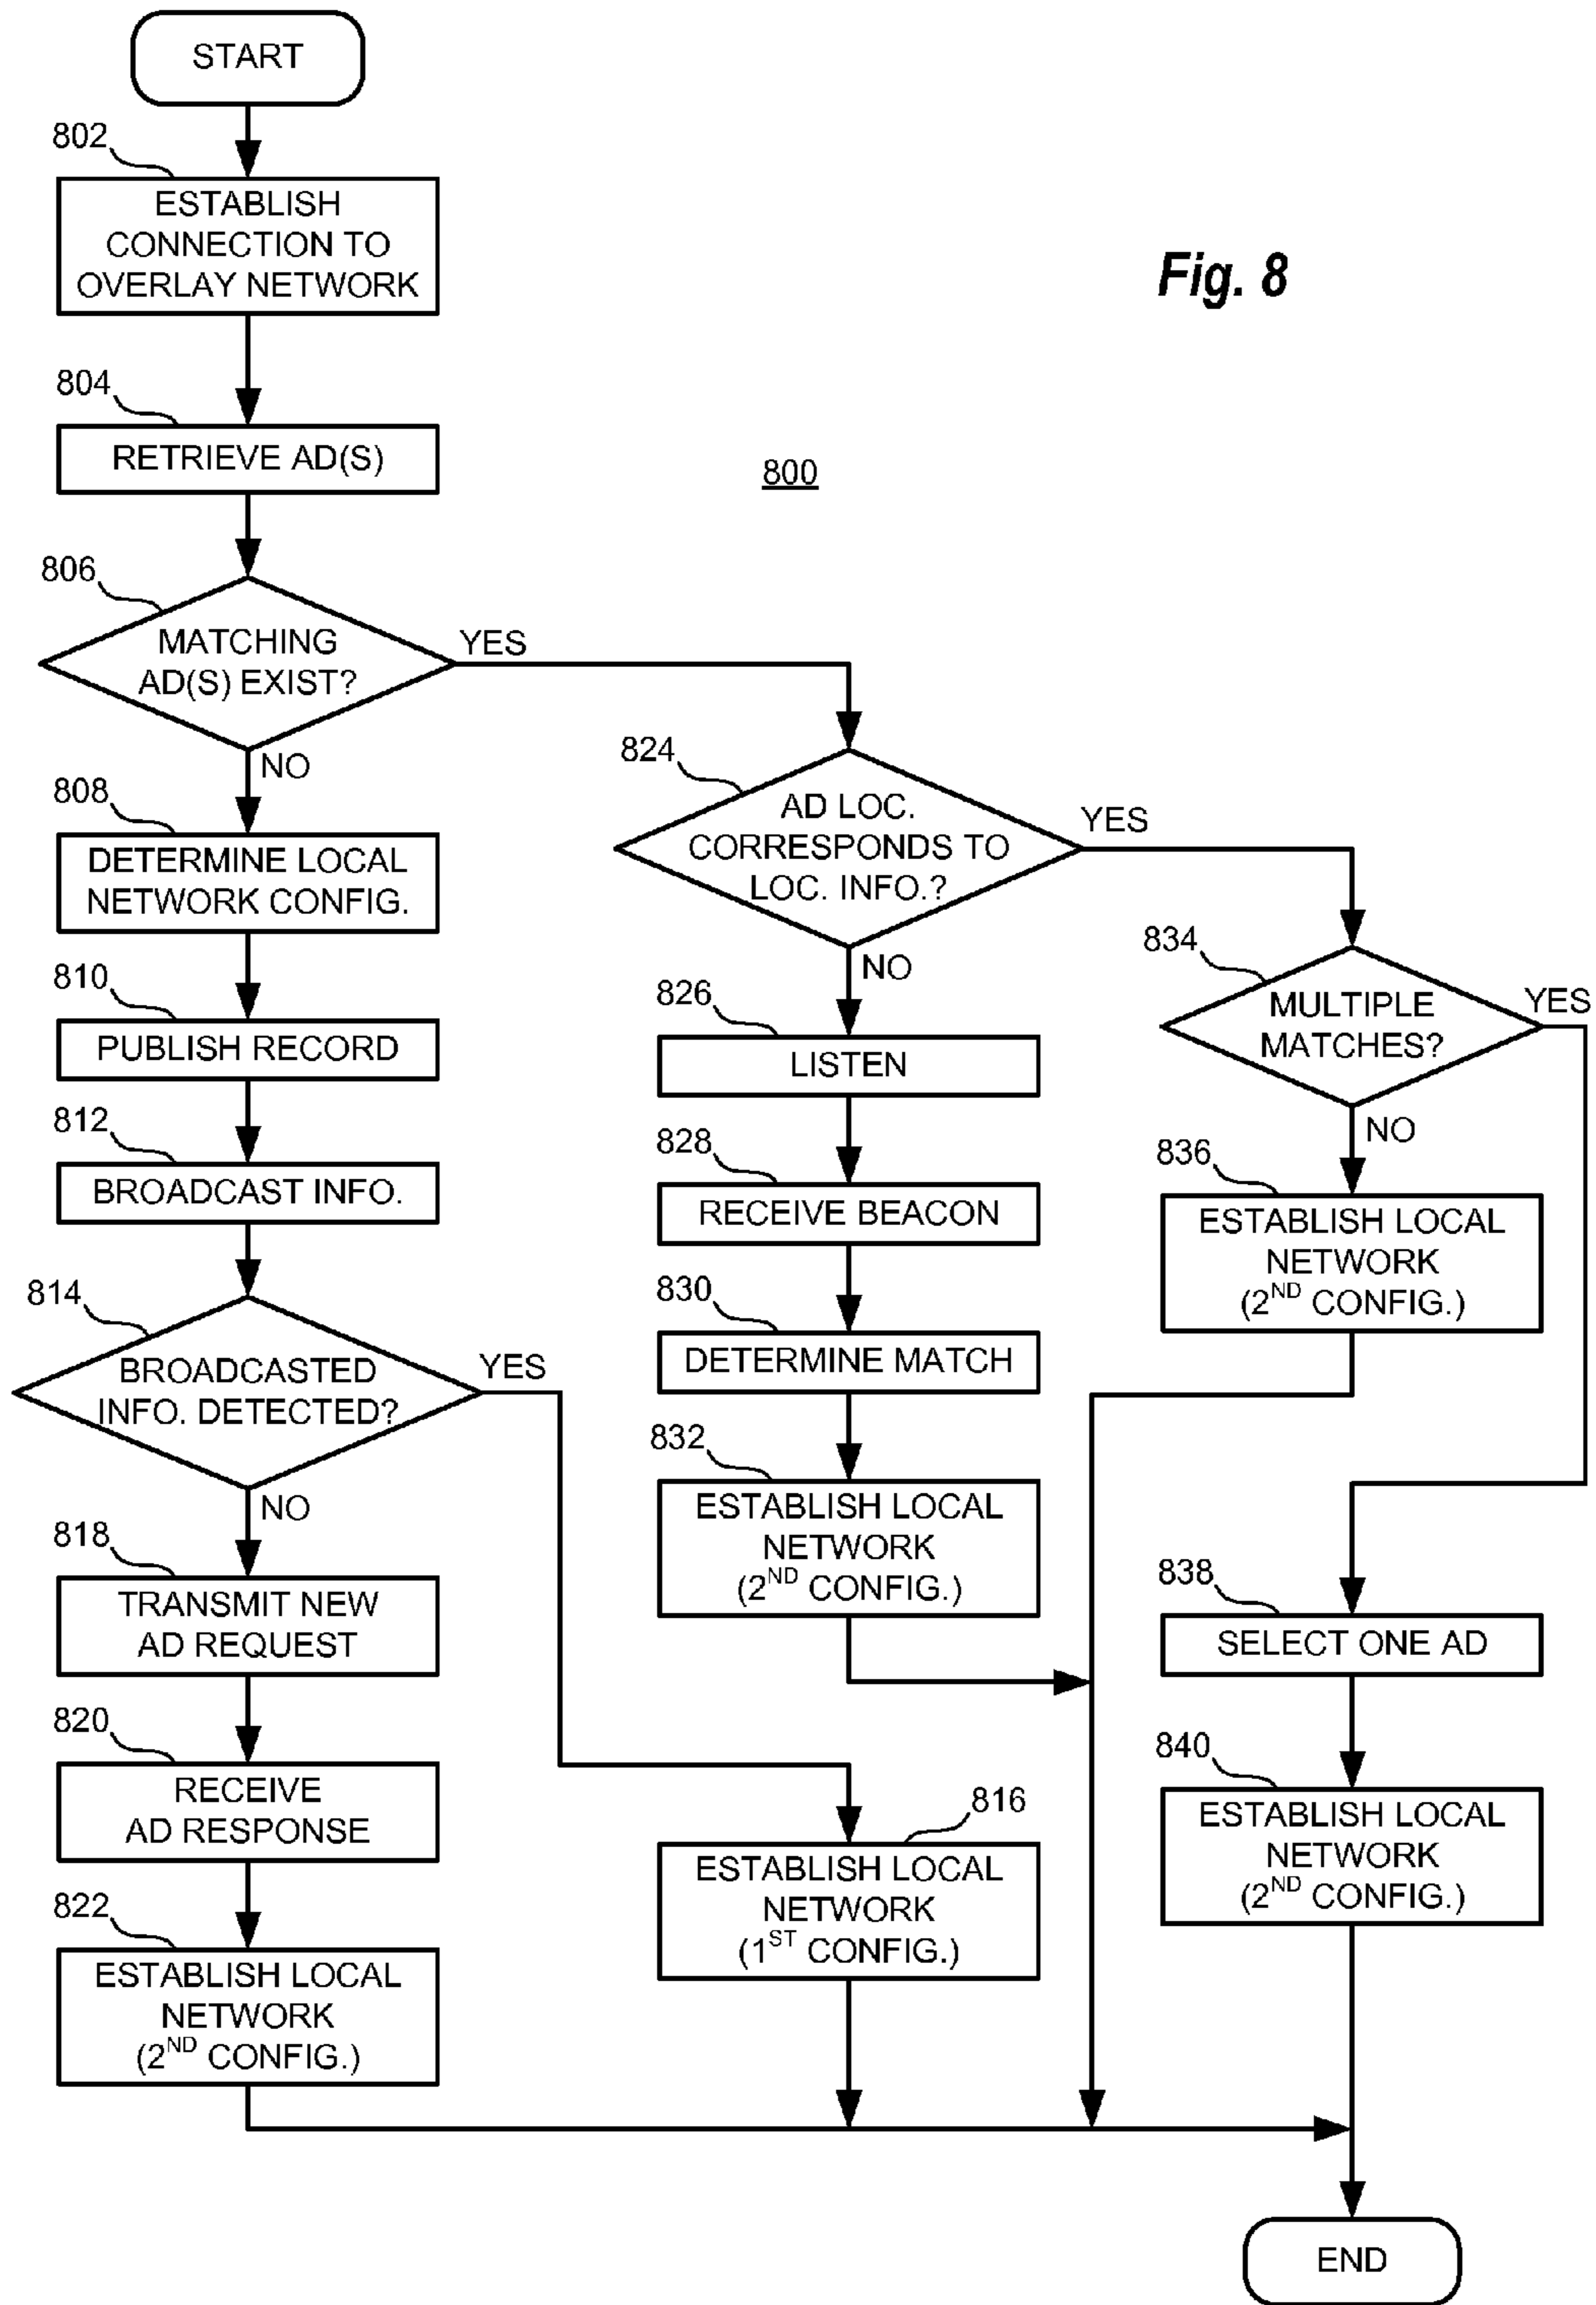 START
802
ESTABLISH
CONNECTION TO
OVERLAY NETWORK
Fig. 8
804
RETRIEVE AD(S)
800
806
MATCHING
AD(S) EXIST?
YES
NO
808
DETERMINE LOCAL
NETWORK CONFIG.
810
PUBLISH RECORD
812
BROADCAST INFO.
814
BROADCASTED
INFO. DETECTED?
YES
NO
818
TRANSMIT NEW
AD REQUEST
820
RECEIVE
AD RESPONSE
822
ESTABLISH LOCAL
NETWORK
(2ND CONFIG.)
824
AD LOC.
CORRESPONDS TO
LOC. INFO.?
YES
NO
826
LISTEN
828
RECEIVE BEACON
830
DETERMINE MATCH
832
ESTABLISH LOCAL
NETWORK
(2ND CONFIG.)
816
ESTABLISH LOCAL
NETWORK
(1ST CONFIG.)
834
MULTIPLE
MATCHES?
YES
NO
836
ESTABLISH LOCAL
NETWORK
(2ND CONFIG.)
838
SELECT ONE AD
840
ESTABLISH LOCAL
NETWORK
(2ND CONFIG.)
END